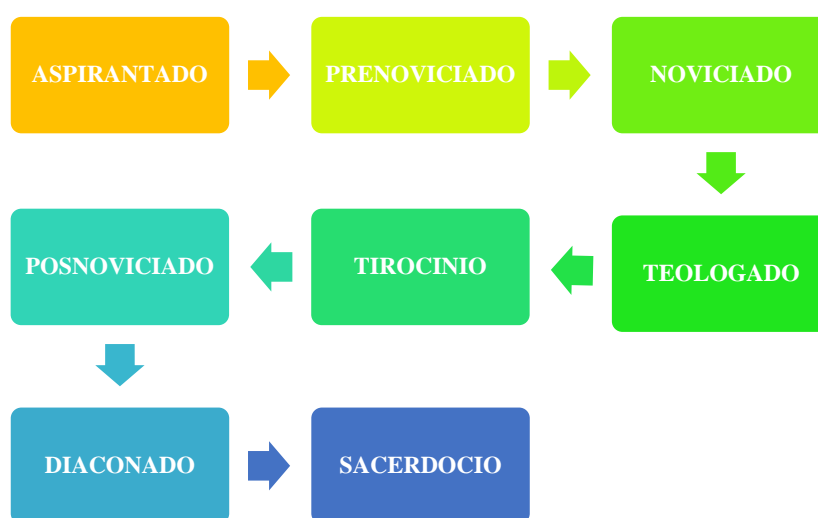 ASPIRANTADO
PRENOVICIADO
NOVICIADO
TEOLOGADO
TIROCINIO
POSNOVICIADO
DIACONADO
SACERDOCIO